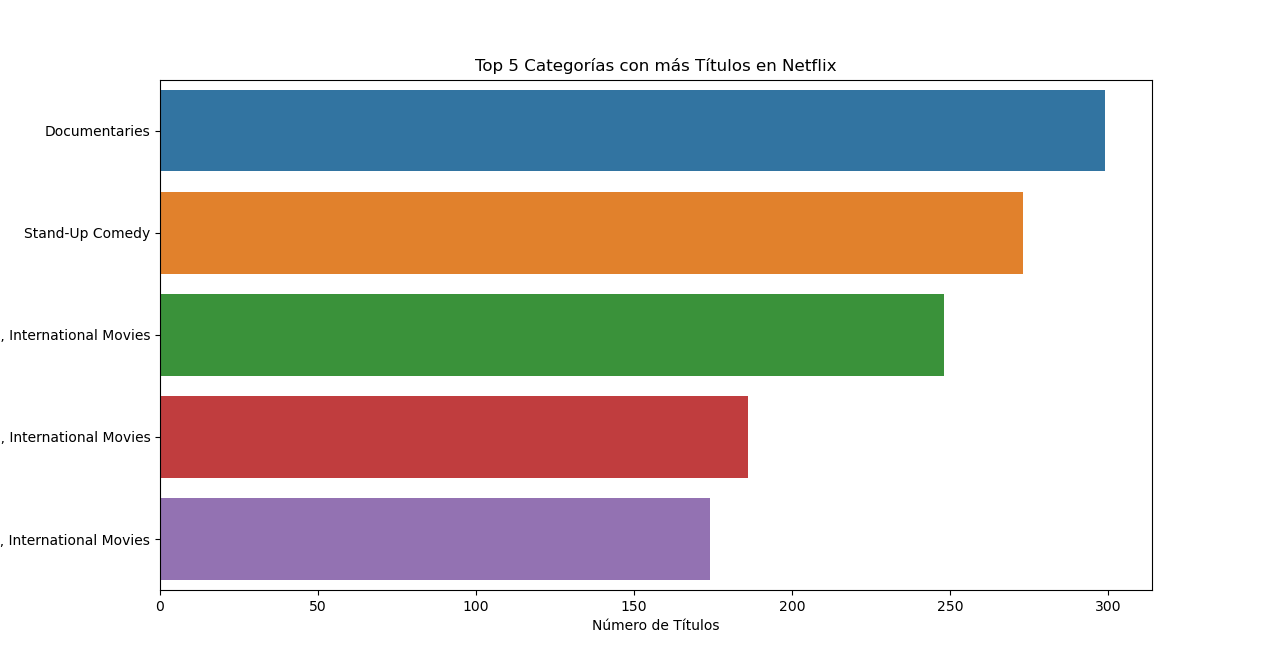 Top 5 Categorías con más Títulos en Netflix
Documentaries
Stand-Up Comedy
, International Movies
, International Movies
, International Movies
0 50 100 150 200 250 300
Número de Títulos